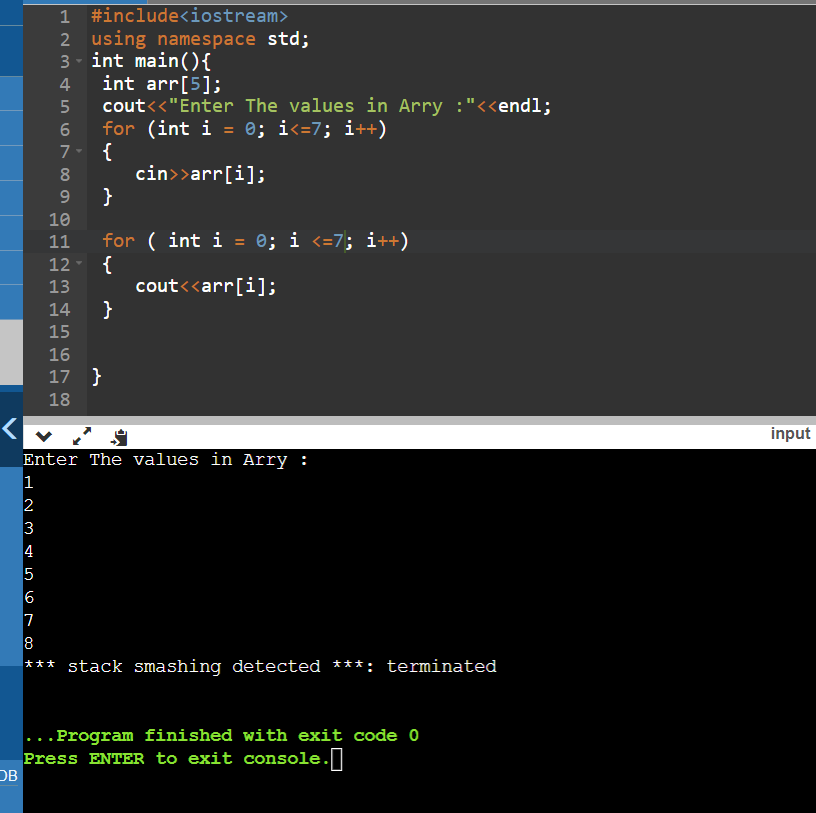 1 #include<iostream>
2 using namespace std;
3 int main(){
4 int arr[5];
5 cout<<"Enter The values in Arry :"<<endl;
6 for (int i = 0; i<=7; i++)
7 {
8 cin>>arr[i];
9 }
10
11 for ( int i = 0; i <=7; i++)
12 {
13 cout<<arr[i];
14 }
15
16
17 }
18
input
Enter The values in Arry :
1
2
3
4
5
6
7
8
*** stack smashing detected ***: terminated
...Program finished with exit code 0
Press ENTER to exit console.
DB